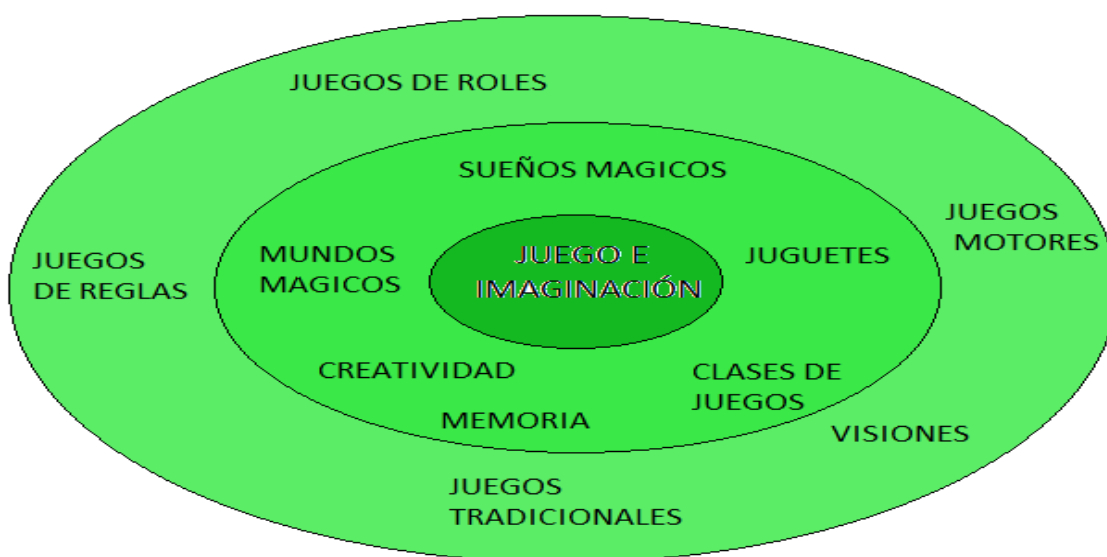 JUEGOS DE ROLES
SUEÑOS MAGICOS
JUEGOS
MOTORES
MUNDOS
MAGICOS
JUEGO E
IMAGINACIÓN
JUGUETES
JUEGOS
DE REGLAS
CREATIVIDAD
CLASES DE
JUEGOS
MEMORIA
VISIONES
JUEGOS
TRADICIONALES